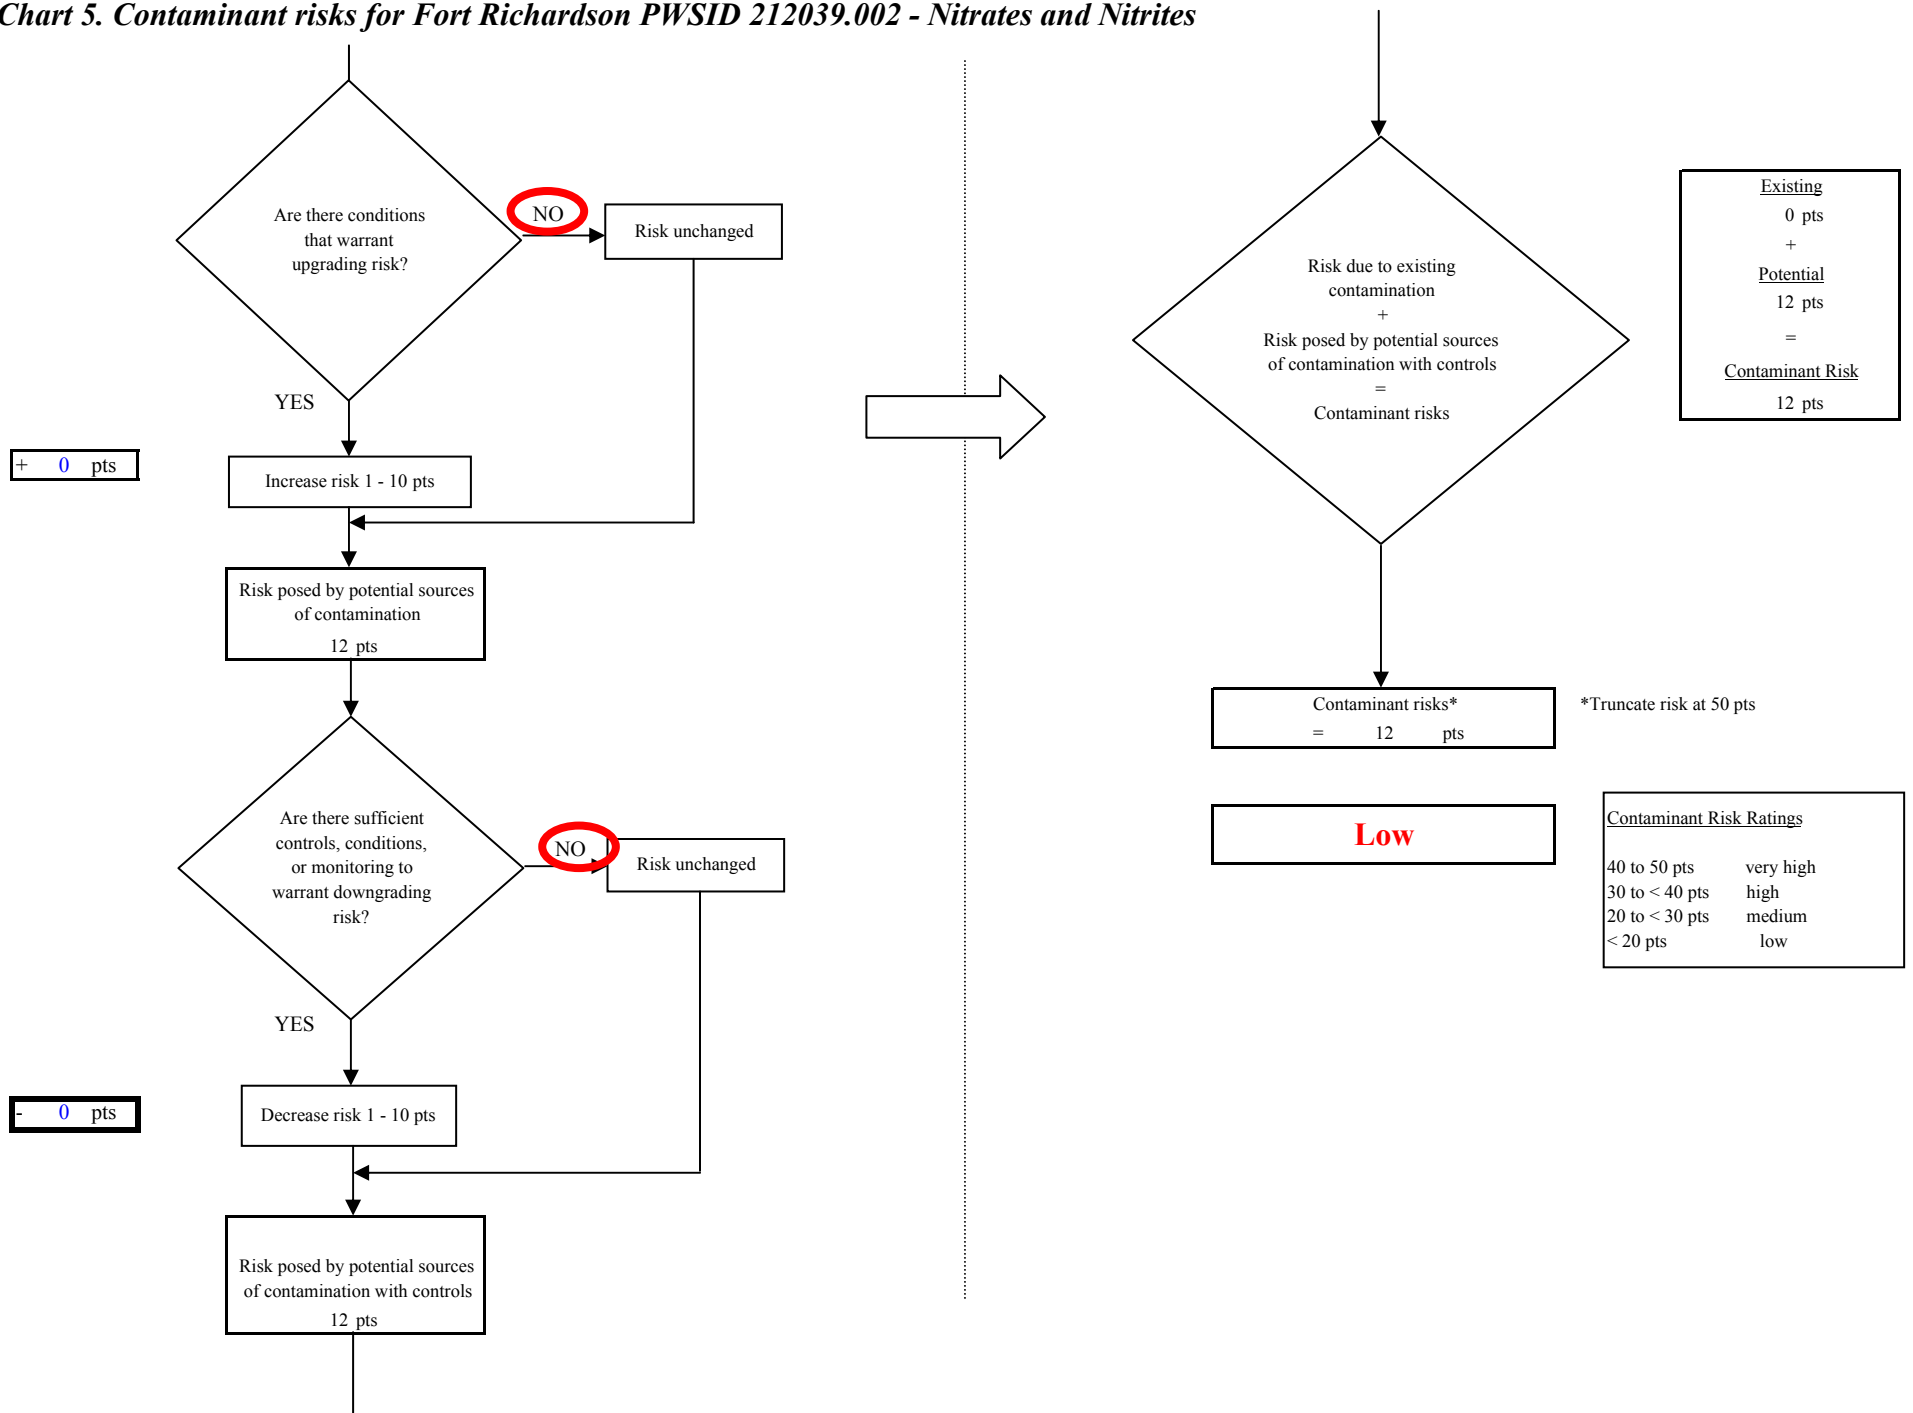 Chart 5. Contaminant risks for Fort Richardson PWSID 212039.002 - Nitrates and Nitrites
Are there conditions
that warrant
upgrading risk?
NO
Risk unchanged
YES
+ 0 pts
Increase risk 1 - 10 pts
Risk posed by potential sources
of contamination
12 pts
Are there sufficient
controls, conditions,
or monitoring to
warrant downgrading
risk?
NO
Risk unchanged
YES
- 0 pts
Decrease risk 1 - 10 pts
Risk posed by potential sources
of contamination with controls
12 pts
Risk due to existing
contamination
+
Risk posed by potential sources
of contamination with controls
=
Contaminant risks
Existing
0 pts
+
Potential
12 pts
=
Contaminant Risk
12 pts
Contaminant risks*
= 12 pts
*Truncate risk at 50 pts
Low
Contaminant Risk Ratings
40 to 50 pts very high
30 to < 40 pts high
20 to < 30 pts medium
< 20 pts low